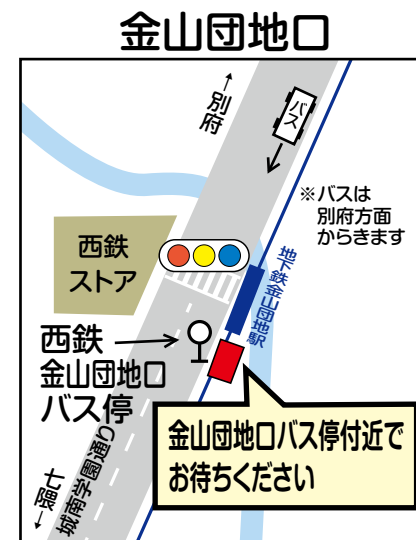 金山団地口
↑別府
バス
※バスは
別府方面
からきます
西鉄
ストア
地下鉄金山団地駅
西鉄
金山団地口
バス停
金山団地口バス停付近で
お待ちください
城南学園通り
七隈
↓